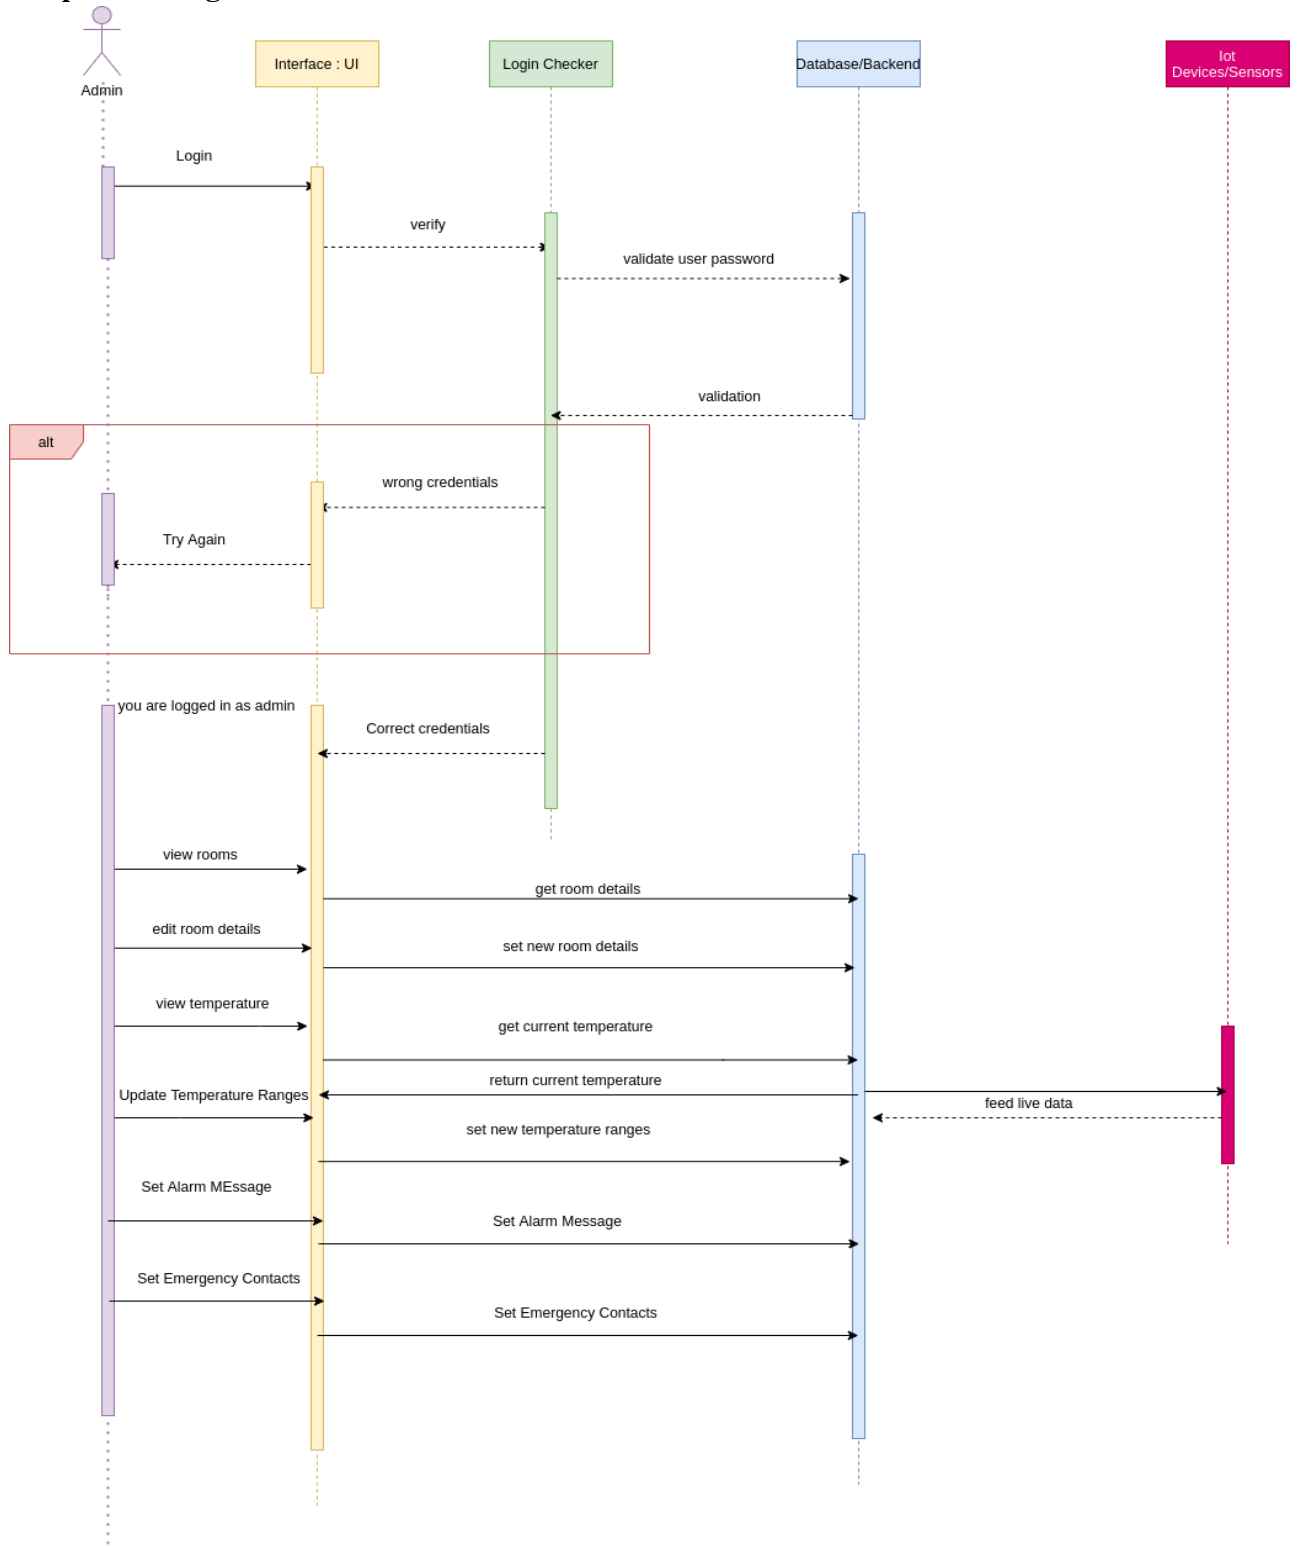 Admin
Interface : UI
Login Checker
Database/Backend
Iot
Devices/Sensors
Login
verify
validate user password
validation
alt
wrong credentials
Try Again
you are logged in as admin
Correct credentials
view rooms
get room details
edit room details
set new room details
view temperature
get current temperature
return current temperature
Update Temperature Ranges
feed live data
set new temperature ranges
Set Alarm MEssage
Set Alarm Message
Set Emergency Contacts
Set Emergency Contacts